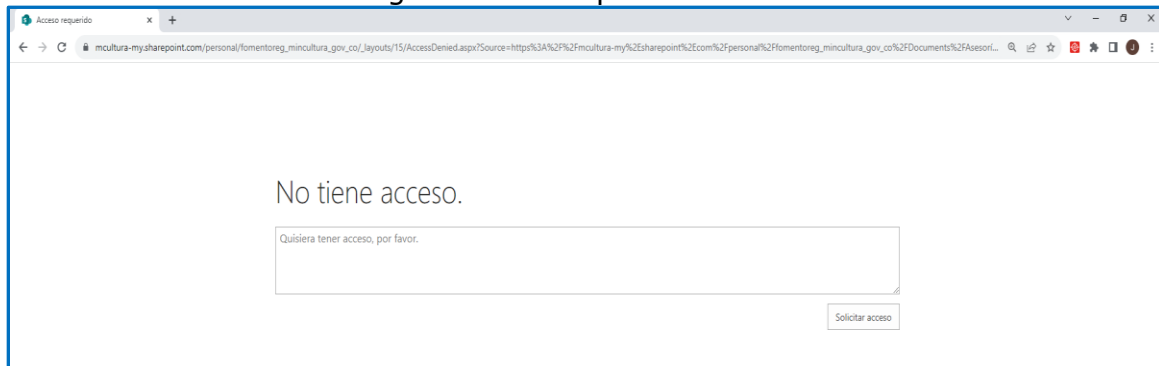 Acceso requerido
mcultura-my.sharepoint.com/personal/fomentoreg_mincultura_gov_co/_layouts/15/AccessDenied.aspx?Source=https%3A%2F%2Fmcultura-my%2Esharepoint%2Ecom%2Fpersonal%2Ffomentoreg_mincultura_gov_co%2FDocuments%2FAsesorí...
J
No tiene acceso.
Quisiera tener acceso, por favor.
Solicitar acceso